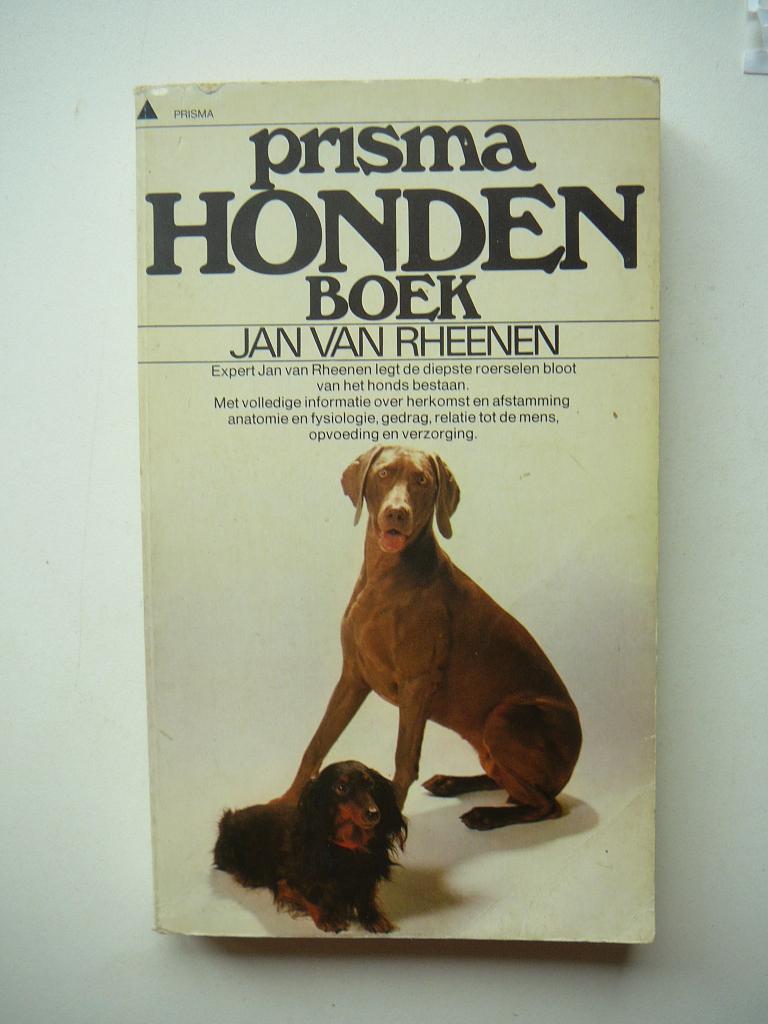 PRISMA
prisma
HONDEN
BOEK
JAN VAN RHEENEN
Expert Jan van Rheenen legt de diepste roerselen bloot
van het honds bestaan.
Met volledige informatie over herkomst en afstamming
anatomie en fysiologie, gedrag, relatie tot de mens,
opvoeding en verzorging.